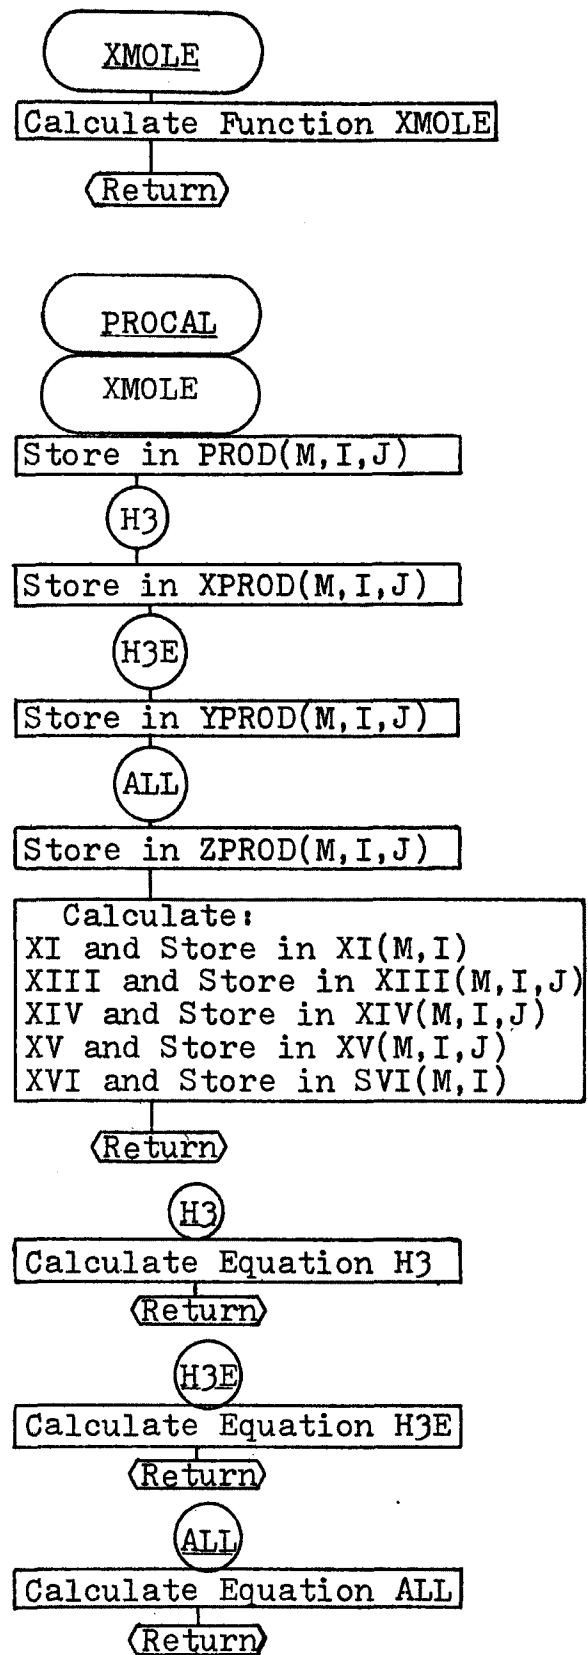 XMOLE
Calculate Function XMOLE
Return
PROCAL
XMOLE
Store in PROD(M,I,J)
H3
Store in XPROD(M,I,J)
H3E
Store in YPROD(M,I,J)
ALL
Store in ZPROD(M,I,J)
Calculate:
XI and Store in XI(M,I)
XIII and Store in XIII(M,I,J)
XIV and Store in XIV(M,I,J)
XV and Store in XV(M,I,J)
XVI and Store in SVI(M,I)
Return
H3
Calculate Equation H3
Return
H3E
Calculate Equation H3E
Return
ALL
Calculate Equation ALL
Return